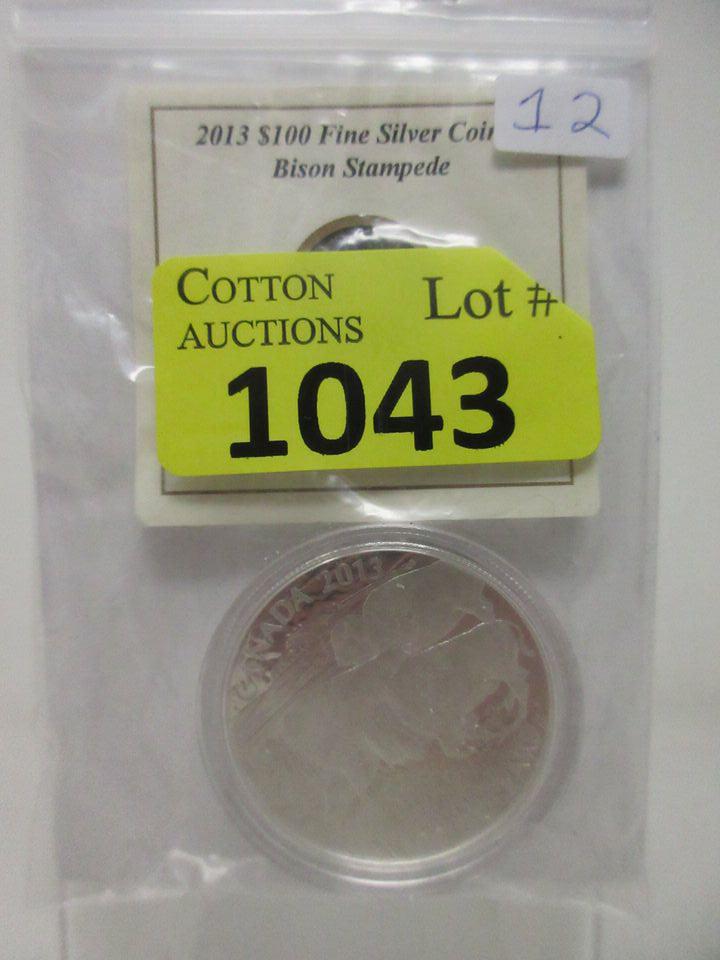 12
2013 $100 Fine Silver Coin
Bison Stampede
COTTON
AUCTIONS
Lot #
1043
CANADA 2013